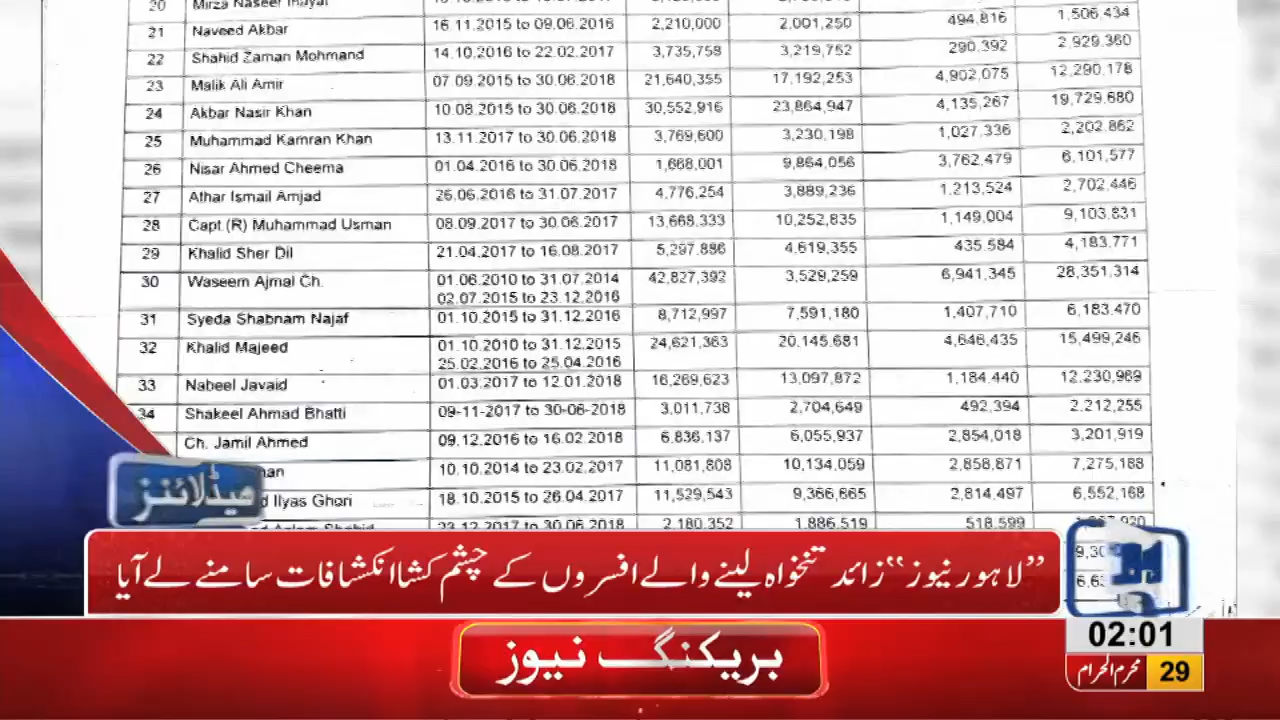 20 Mirza Naseer Inayat
21 Naveed Akbar 16 11.2015 to 09.06 2016 2,210,000 2,001,250 494,816 1,506,434
22 Shahid Zaman Mohmand 14.10.2016 to 22.02.2017 3,735,758 3,219,752 290,392 2,929.360
23 Malik Ali Amir 07 09.2015 to 30.06.2018 21,640,355 17,192,253 4,902,075 12,290.178
24 Akbar Nasir Khan 10.08.2015 to 30.06.2018 30,552,916 23,864,947 4,135,267 19,729,680
25 Muhammad Kamran Khan 13.11.2017 to 30.06.2018 3,769,600 3,230,198 1,027,336 2,202.862
26 Nisar Ahmed Cheema 01.04.2016 to 30.06.2018 1,668,001 9,864,056 3,762,479 6,101,577
27 Athar Ismail Amjad 26.06.2016 to 31.07.2017 4,776,254 3,889,236 1,213,524 2,702,446
28 Capt (R) Muhammad Usman 08.09.2017 to 30.06.2017 13,668,333 10,252,835 1,149,004 9,103,831
29 Khalid Sher Dil 21.04.2017 to 16.08.2017 5,297,886 4,619,355 435,584 4,183.771
30 Waseem Ajmal Ch. 01.06.2010 to 31.07.2014 42,827,392 3,529,259 6,941,345 28,351,314
02.07.2015 to 23.12.2016
31 Syeda Shabnam Najaf 01.10.2015 to 31.12.2016 8,712,997 7,591,180 1,407,710 6,183.470
32 Khalid Majeed 01.10.2010 to 31.12.2015 24,621,363 20,145,681 4,646,435 15,499,246
25.02.2016 to 25.04.2016
33 Nabeel Javaid 01.03.2017 to 12.01.2018 16,269,623 13,097,872 1,184.440 12,230,969
34 Shakeel Ahmad Bhatti 09-11-2017 to 30-06-2018 3,011,738 2,704,649 492,394 2,212,255
Ch. Jamil Ahmed 09.12.2016 to 16.02.2018 6,836,137 6,055,937 2,854,018 3,201,919
10.10.2014 to 23.02.2017 11,081,808 10,134,059 2,858,871 7,275,188
Ilyas Ghori 18.10.2015 to 26.04.2017 11,529,543 9,366,665 2,814,497 6,552,168
23.12.2017 to 30.06.2018 2,180,352 1,886,519 518,599
ہیڈلائنز
”لاہور نیوز“ زائد تنخواہ لینے والے افسروں کے چشم کشا انکشافات سامنے لے آیا
بریکنگ نیوز
02:01
29 محرم الحرام